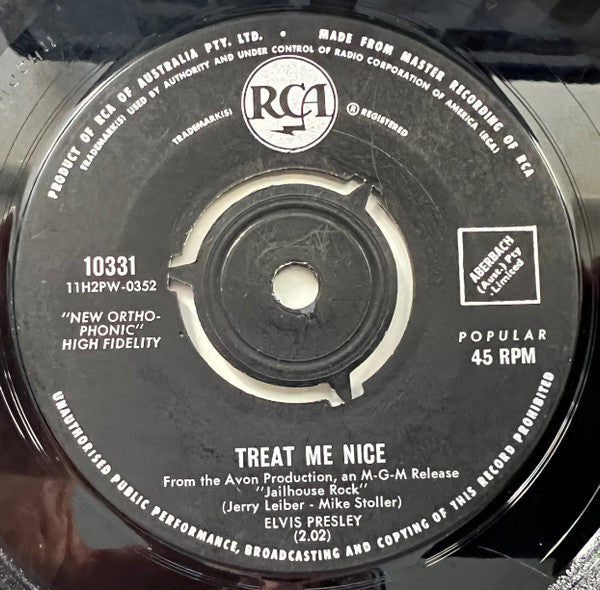 PRODUCT OF RCA OF AUSTRALIA PTY. LTD. • MADE FROM MASTER RECORDING OF RCA
TRADEMARK(S) USED BY AUTHORITY AND UNDER CONTROL OF RADIO CORPORATION OF AMERICA (RCA)
RCA
TRADEMARK(S) ® REGISTERED
10331
11H2PW-0352
"NEW ORTHO-
PHONIC"
HIGH FIDELITY
ABERBACH
(Aust.) Pty
Limited
POPULAR
45 RPM
TREAT ME NICE
From the Avon Production, an M-G-M Release
"Jailhouse Rock"
(Jerry Leiber - Mike Stoller)
ELVIS PRESLEY
(2.02)
UNAUTHORISED PUBLIC PERFORMANCE, BROADCASTING AND COPYING OF THIS RECORD PROHIBITED